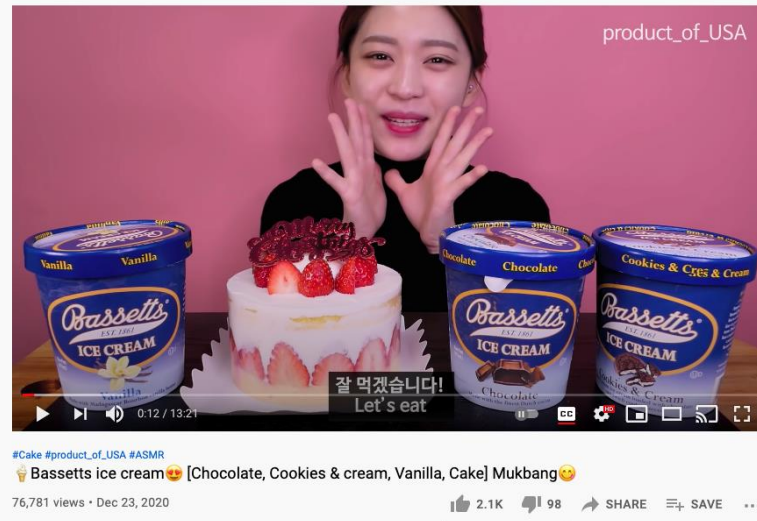 product_of_USA
Vanilla
Vanilla
Bassetts
EST. 1861
ICE CREAM
Vanilla
Merry
Christmas
Chocolate
Chocolate
Bassetts
EST. 1861
ICE CREAM
Chocolate
Cookies & Cream
Bassetts
EST. 1861
ICE CREAM
Cookies & Cream
잘 먹겠습니다!
Let's eat
0:12 / 13:21
CC
HD
#Cake #product_of_USA #ASMR
🍦Bassetts ice cream😍 [Chocolate, Cookies & cream, Vanilla, Cake] Mukbang😋
76,781 views • Dec 23, 2020
2.1K 98 SHARE SAVE